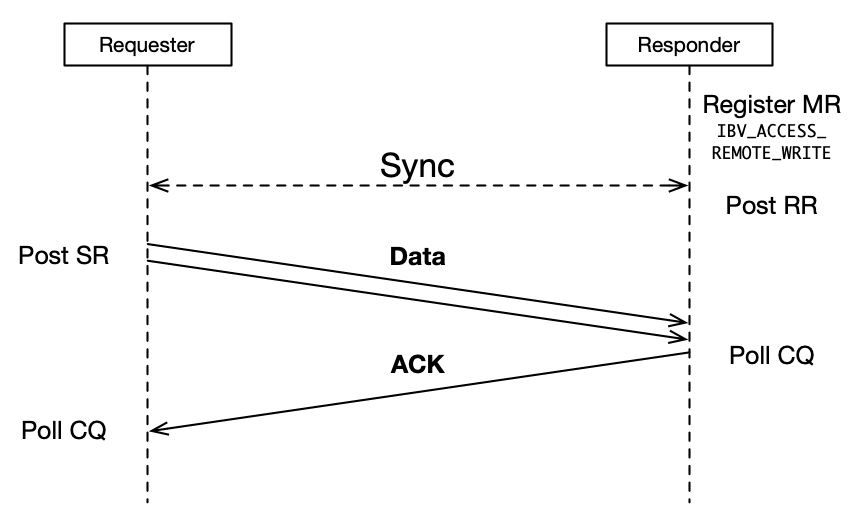 Requester
Responder
Register MR
IBV_ACCESS_
REMOTE_WRITE
Sync
Post RR
Post SR
Data
Poll CQ
ACK
Poll CQ